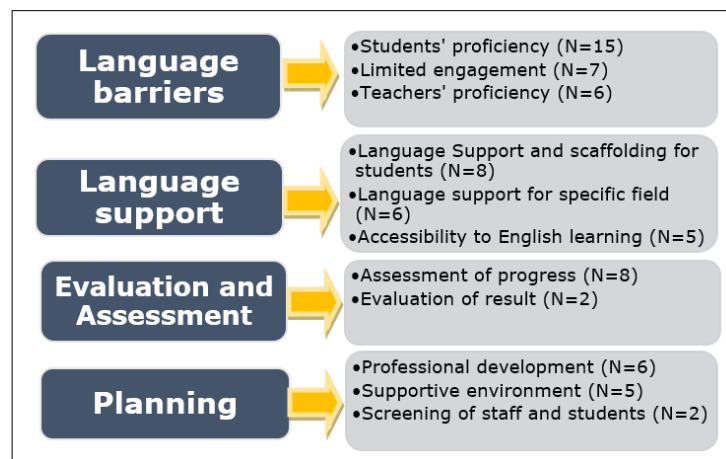 Language
barriers
•Students' proficiency (N=15)
•Limited engagement (N=7)
•Teachers' proficiency (N=6)
Language
support
•Language Support and scaffolding for
students (N=8)
•Language support for specific field
(N=6)
•Accessibility to English learning (N=5)
Evaluation and
Assessment
•Assessment of progress (N=8)
•Evaluation of result (N=2)
Planning
•Professional development (N=6)
•Supportive environment (N=5)
•Screening of staff and students (N=2)